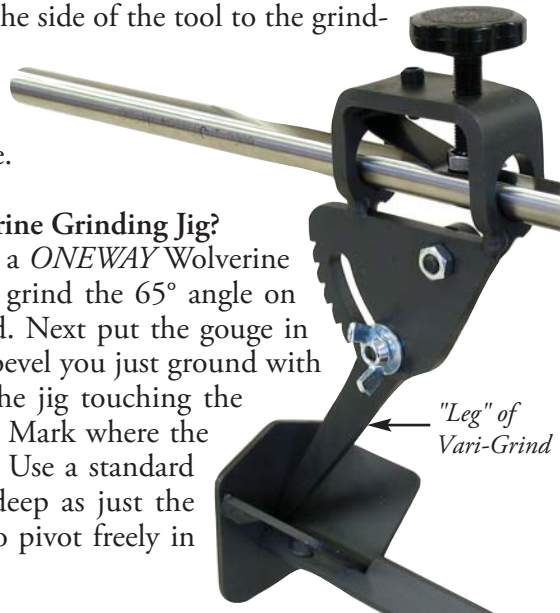 he side of the tool to the grind-
e.
rine Grinding Jig?
a ONEWAY Wolverine
grind the 65° angle on
d. Next put the gouge in
bevel you just ground with
he jig touching the
Mark where the
Use a standard
deep as just the
o pivot freely in
"Leg" of
Vari-Grind